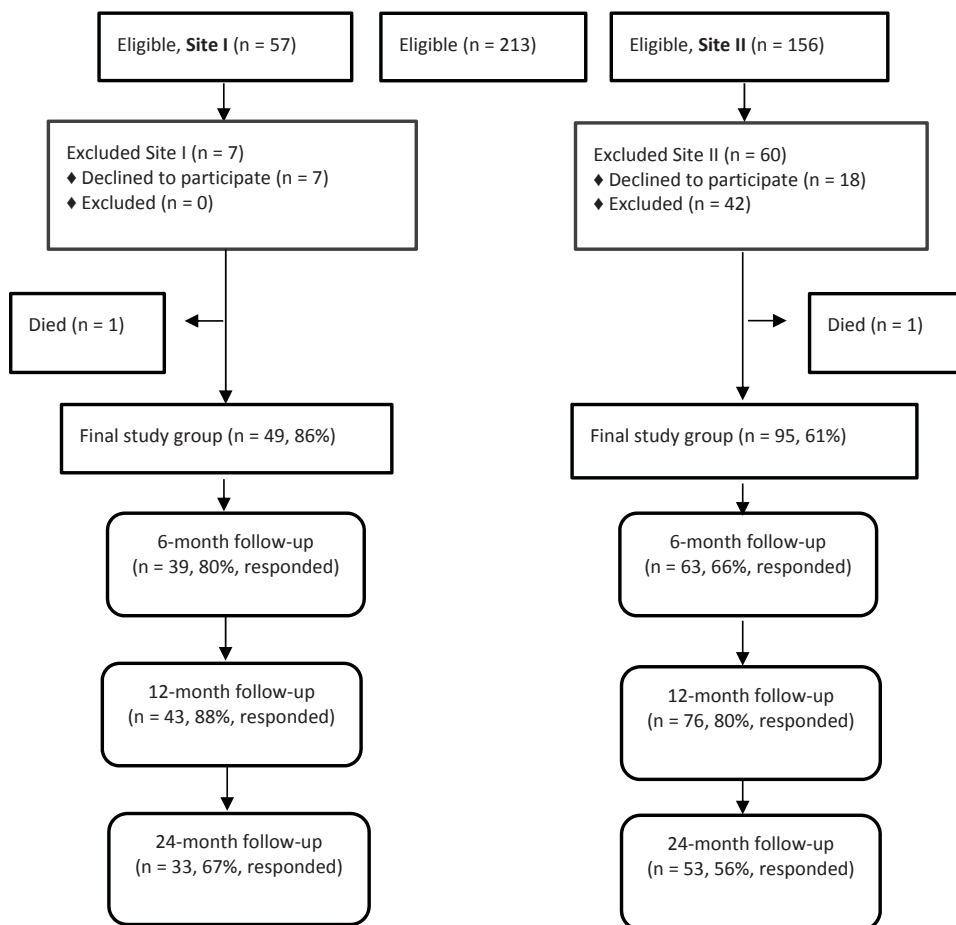 Eligible, Site I (n = 57)
Eligible (n = 213)
Eligible, Site II (n = 156)
Excluded Site I (n = 7)
♦ Declined to participate (n = 7)
♦ Excluded (n = 0)
Excluded Site II (n = 60)
♦ Declined to participate (n = 18)
♦ Excluded (n = 42)
Died (n = 1)
Died (n = 1)
Final study group (n = 49, 86%)
Final study group (n = 95, 61%)
6-month follow-up
(n = 39, 80%, responded)
6-month follow-up
(n = 63, 66%, responded)
12-month follow-up
(n = 43, 88%, responded)
12-month follow-up
(n = 76, 80%, responded)
24-month follow-up
(n = 33, 67%, responded)
24-month follow-up
(n = 53, 56%, responded)